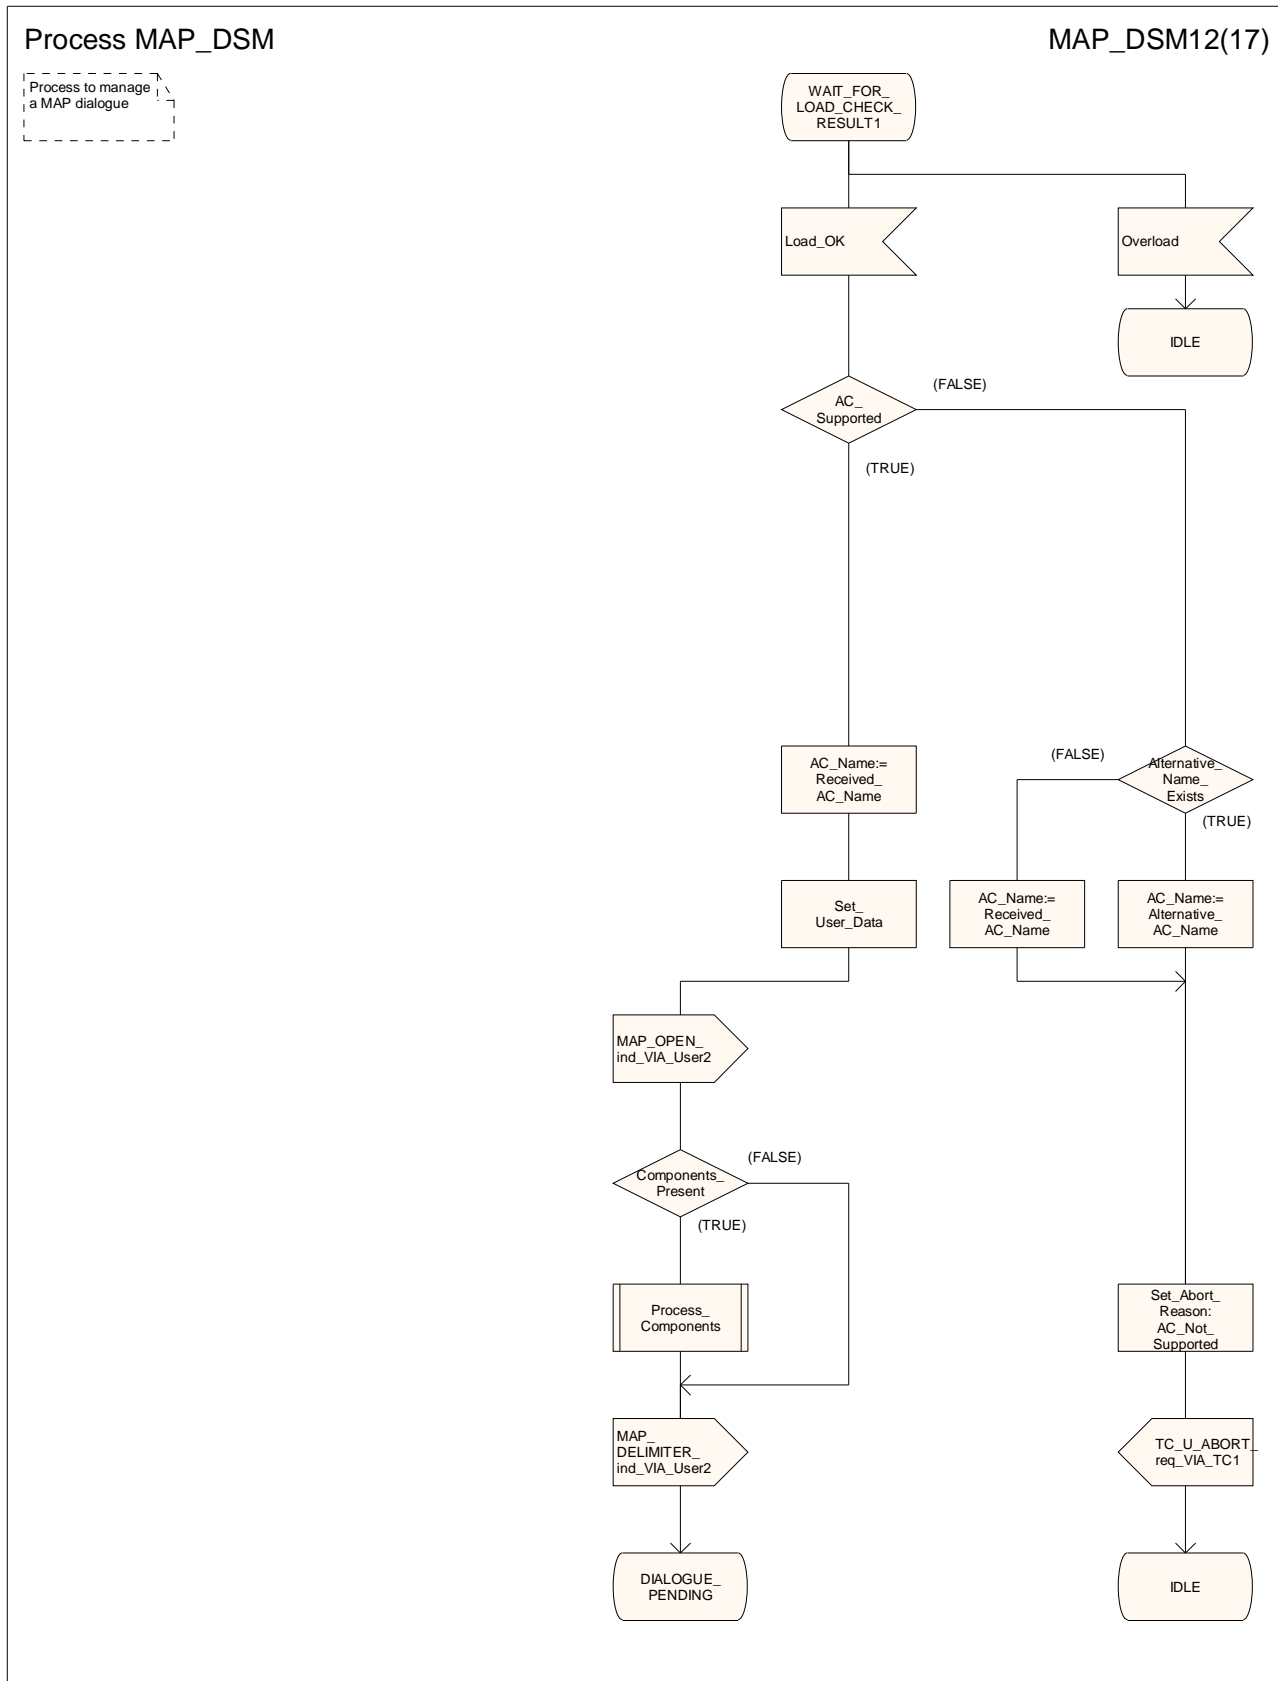 Process MAP_DSM
MAP_DSM12(17)
Process to manage
a MAP dialogue
WAIT_FOR_
LOAD_CHECK_
RESULT1
Load_OK
Overload
IDLE
AC_
Supported
(FALSE)
(TRUE)
AC_Name:=
Received_
AC_Name
(FALSE)
Alternative_
Name_
Exists
(TRUE)
Set_
User_Data
AC_Name:=
Received_
AC_Name
AC_Name:=
Alternative_
AC_Name
MAP_OPEN_
ind_VIA_User2
Components_
Present
(FALSE)
(TRUE)
Process_
Components
Set_Abort_
Reason:
AC_Not_
Supported
MAP_
DELIMITER_
ind_VIA_User2
TC_U_ABORT_
req_VIA_TC1
DIALOGUE_
PENDING
IDLE